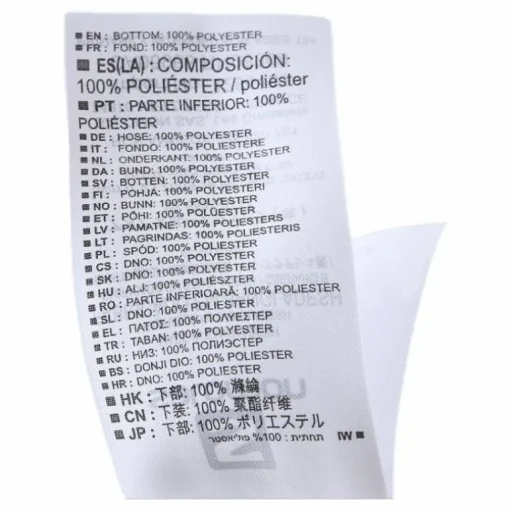 EN : BOTTOM: 100% POLYESTER
FR : FOND: 100% POLYESTER
ES(LA) : COMPOSICIÓN:
100% POLIÉSTER / poliéster
PT : PARTE INFERIOR: 100%
POLIÉSTER
DE : HOSE: 100% POLYESTER
IT : FONDO: 100% POLIESTERE
NL : ONDERKANT: 100% POLYESTER
DA : BUND: 100% POLYESTER
SV : BOTTEN: 100% POLYESTER
FI : POHJA: 100% POLYESTERI
NO : BUNN: 100% POLYESTER
ET : PÕHI: 100% POLÜESTER
LV : PAMATNE: 100% POLIESTERS
LT : PAGRINDAS: 100% POLIESTERIS
PL : SPÓD: 100% POLIESTER
CS : DNO: 100% POLYESTER
SK : DNO: 100% POLYESTER
HU : ALJ: 100% POLIÉSZTER
RO : PARTE INFERIOARĂ: 100% POLIESTER
SL : DNO: 100% POLIESTER
EL : ΠΑΤΟΣ: 100% ΠΟΛΥΕΣΤΕΡ
TR : TABAN: 100% POLYESTER
RU : НИЗ: 100% ПОЛИЭСТЕР
BS : DONJI DIO: 100% POLIESTER
HR : DNO: 100% POLIESTER
HK : 下部: 100% 滌綸
CN : 下装: 100% 聚酯纤维
JP : 下部: 100% ポリエステル
IW : תחתית: 100% פוליאסטר